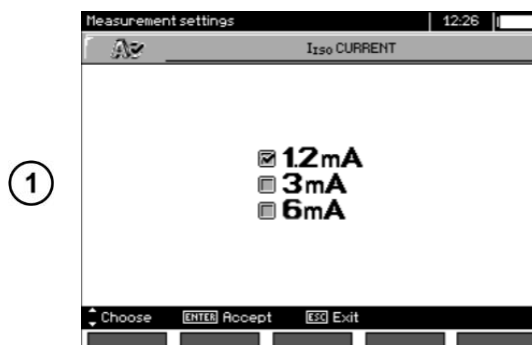 Measurement settings 12:26
IISO CURRENT
1
1.2mA
3mA
6mA
Choose ENTER Accept ESC Exit